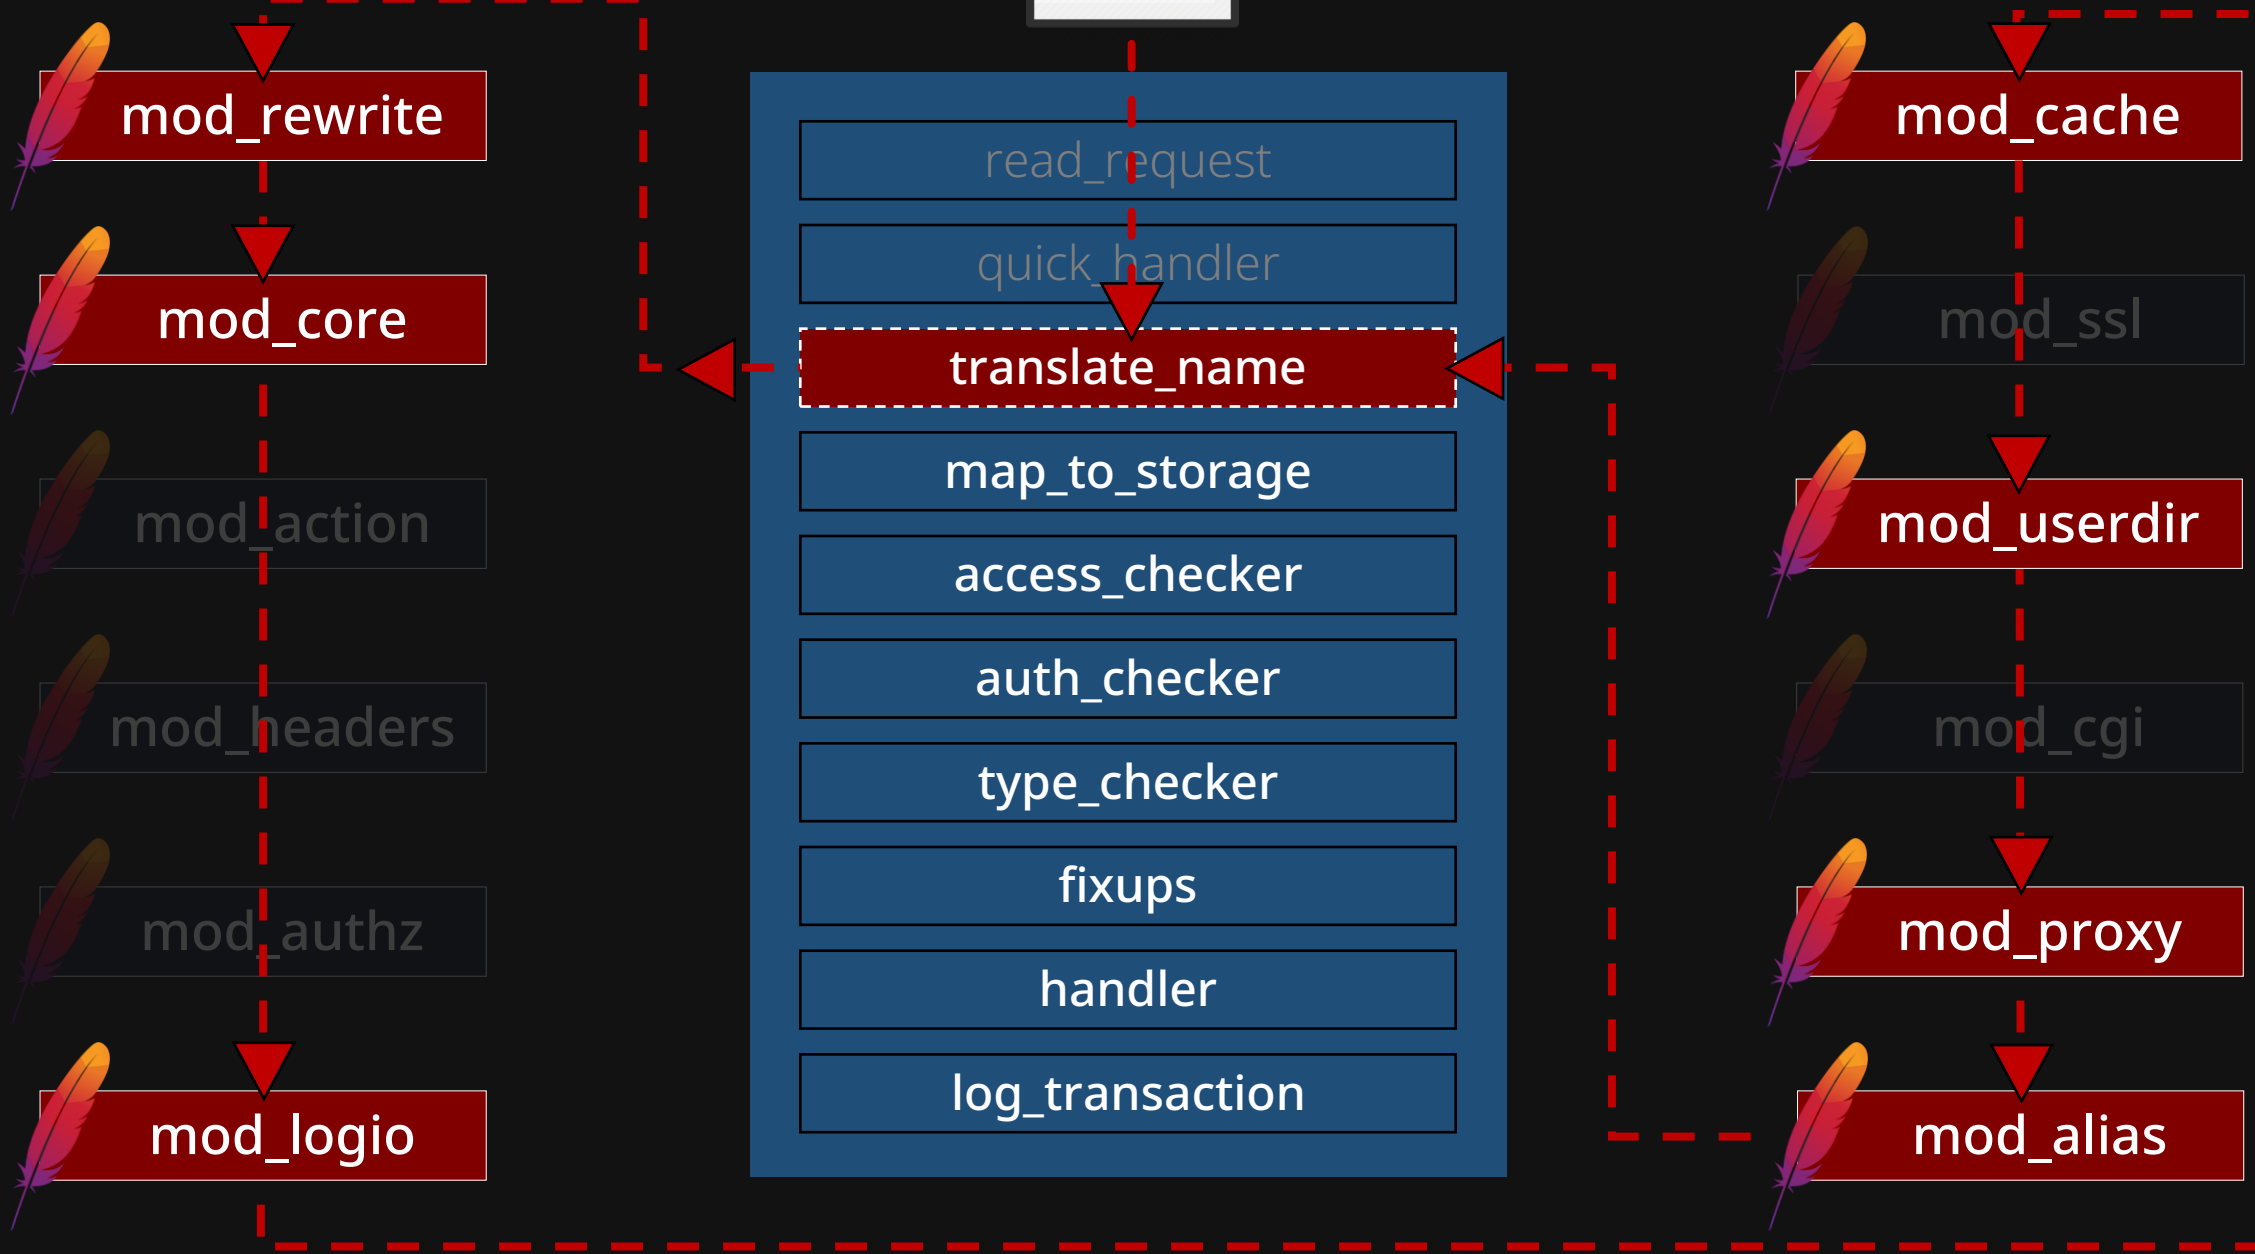 mod_rewrite
mod_core
mod_action
mod_headers
mod_authz
mod_logio
read_request
quick_handler
translate_name
map_to_storage
access_checker
auth_checker
type_checker
fixups
handler
log_transaction
mod_cache
mod_ssl
mod_userdir
mod_cgi
mod_proxy
mod_alias